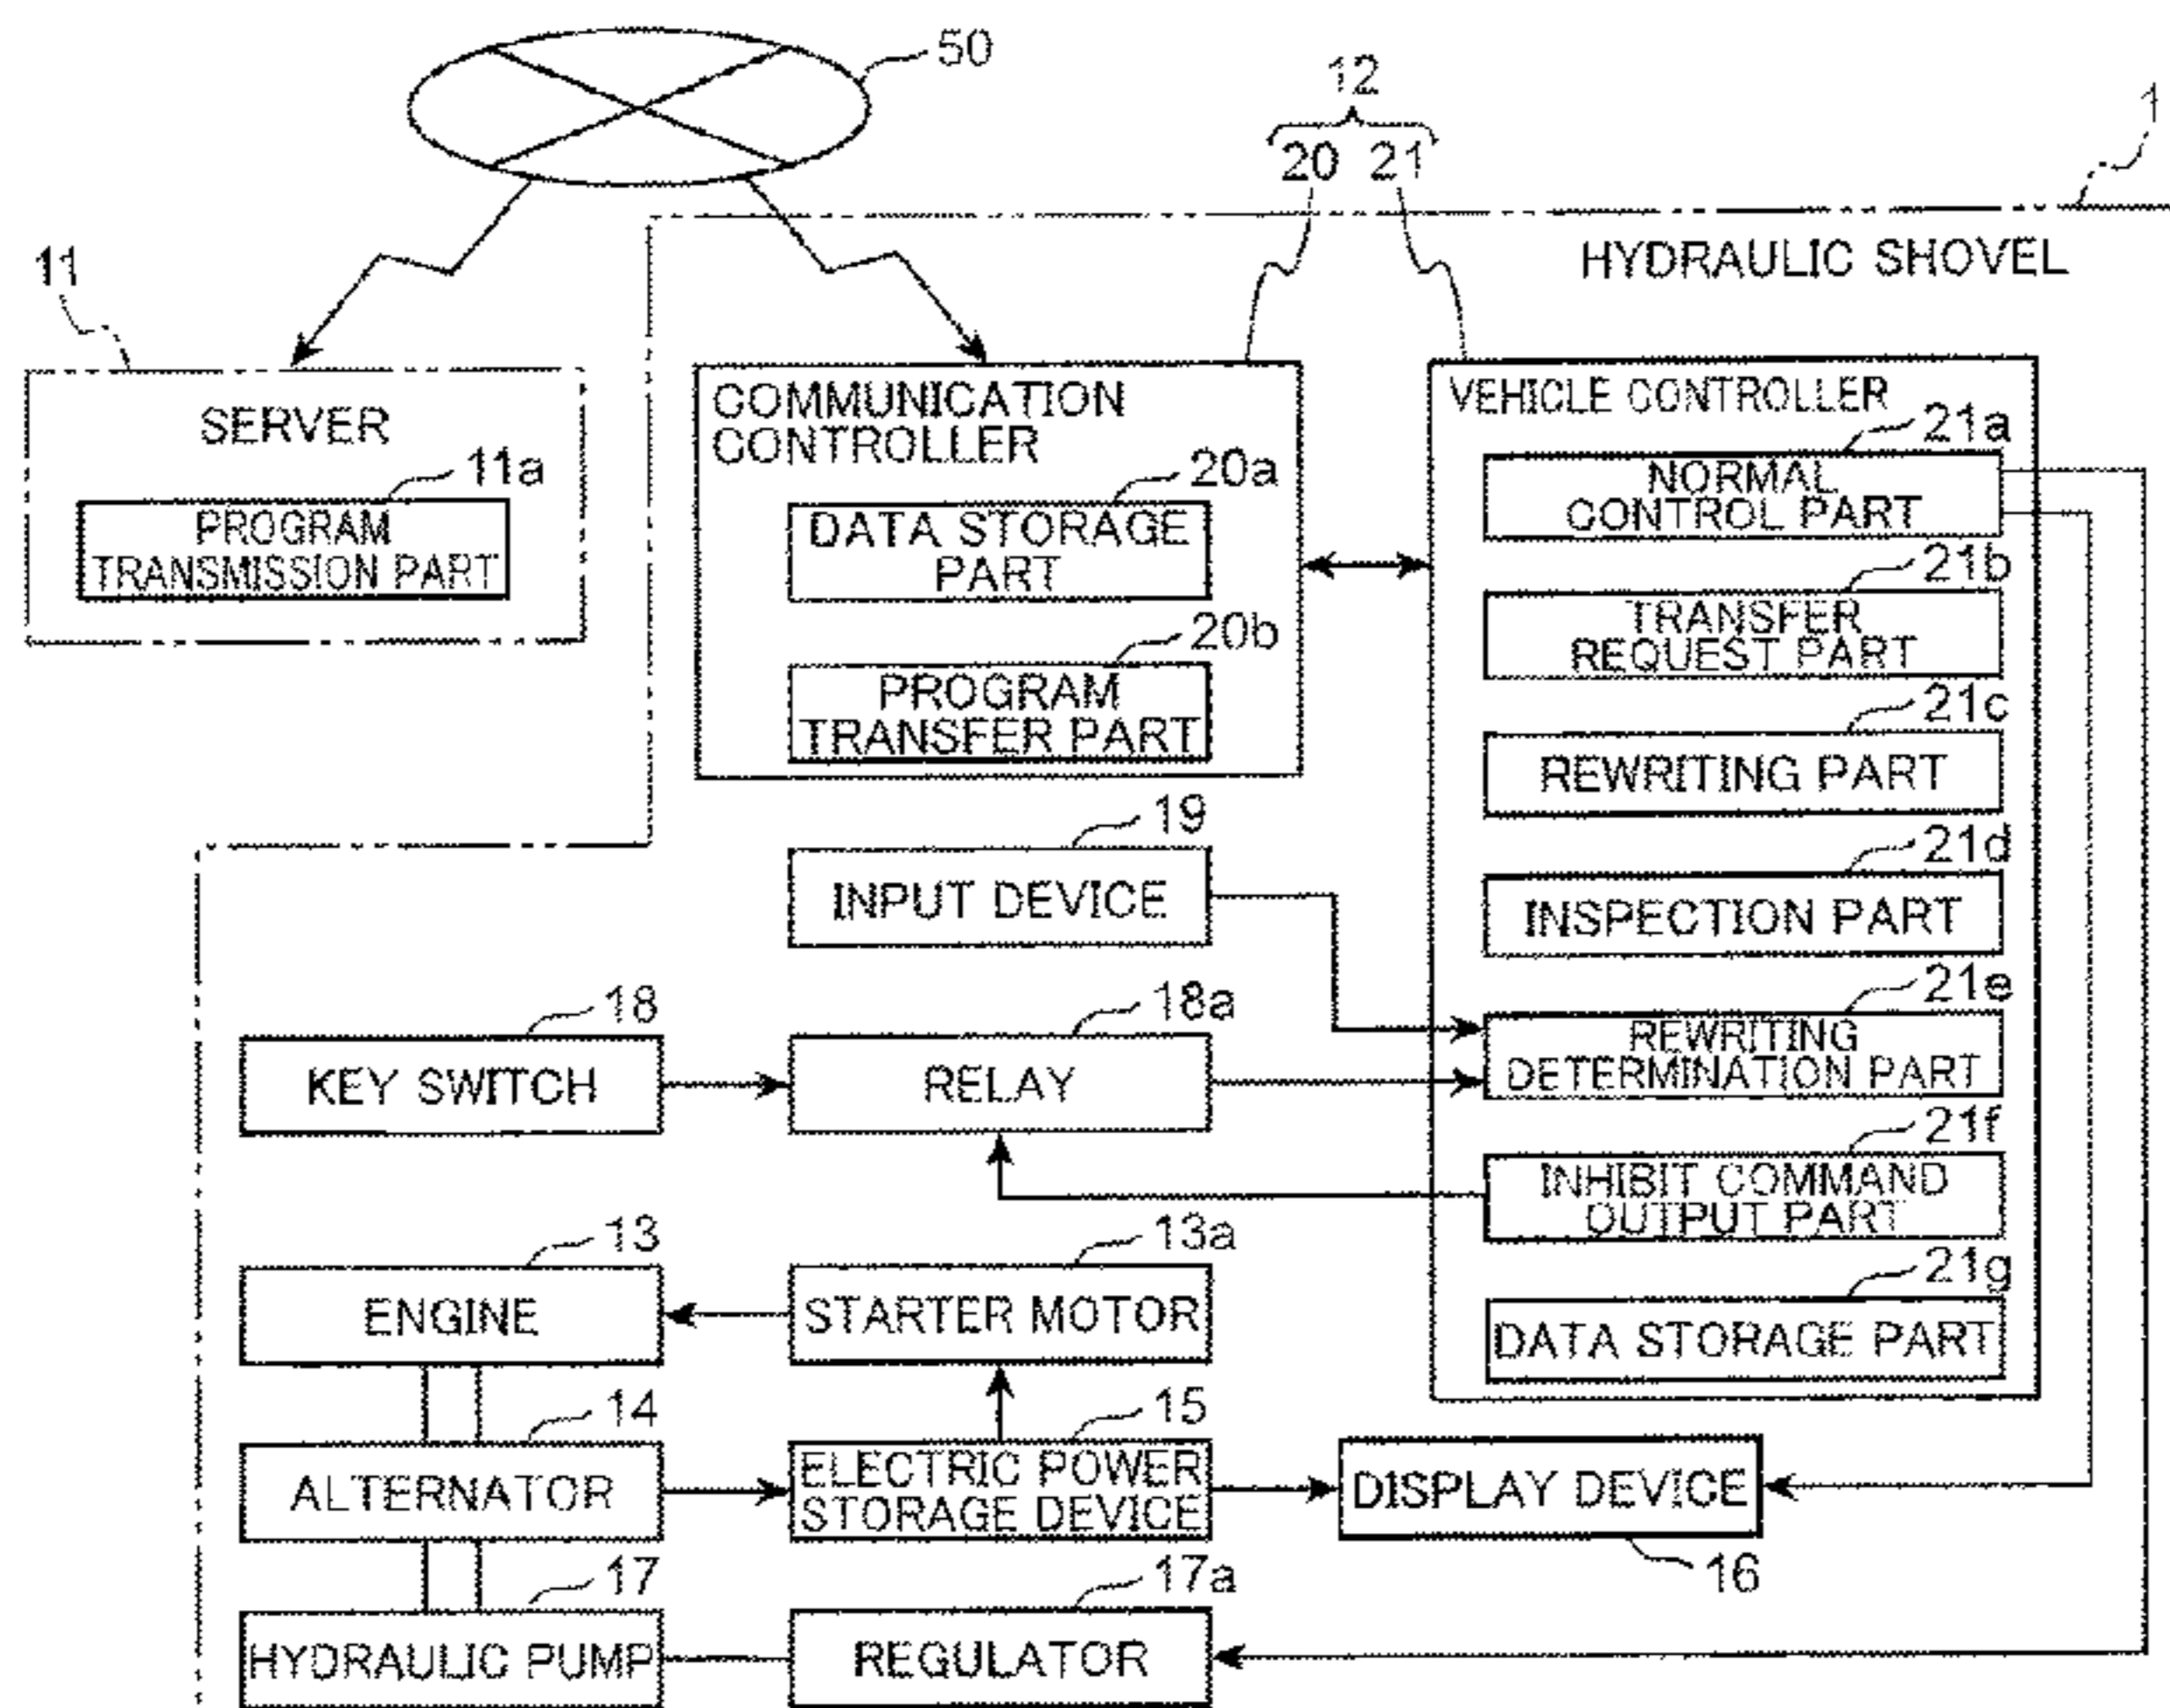 50
12
20 21
1
HYDRAULIC SHOVEL
11
SERVER
11a
PROGRAM
TRANSMISSION PART
COMMUNICATION
CONTROLLER
20a
DATA STORAGE
PART
20b
PROGRAM
TRANSFER PART
VEHICLE CONTROLLER
21a
NORMAL
CONTROL PART
21b
TRANSFER
REQUEST PART
21c
REWRITING PART
21d
INSPECTION PART
21e
REWRITING
DETERMINATION PART
21f
INHIBIT COMMAND
OUTPUT PART
21g
DATA STORAGE PART
19
INPUT DEVICE
18
KEY SWITCH
18a
RELAY
13
ENGINE
13a
STARTER MOTOR
14
ALTERNATOR
15
ELECTRIC POWER
STORAGE DEVICE
DISPLAY DEVICE
16
17
HYDRAULIC PUMP
17a
REGULATOR